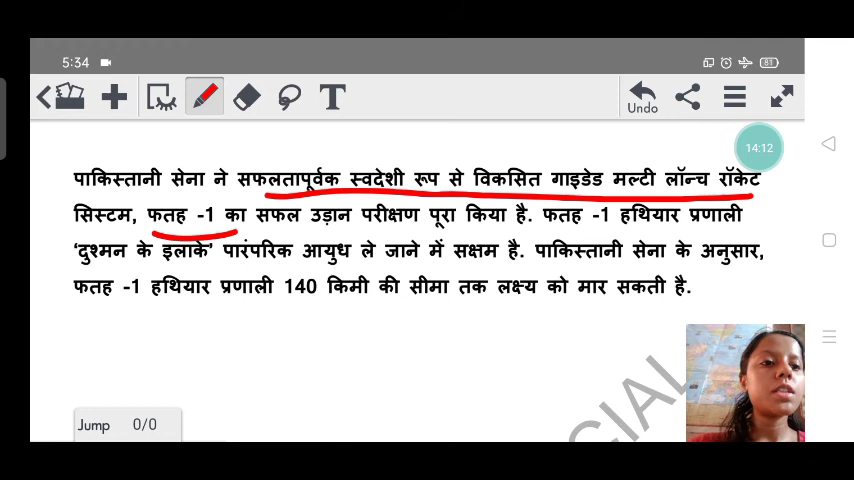 5:34
81
Undo
14:12
पाकिस्तानी सेना ने सफलतापूर्वक स्वदेशी रूप से विकसित गाइडेड मल्टी लॉन्च रॉकेट
सिस्टम, फतह -1 का सफल उड़ान परीक्षण पूरा किया है. फतह -1 हथियार प्रणाली
‘दुश्मन के इलाके’ पारंपरिक आयुध ले जाने में सक्षम है. पाकिस्तानी सेना के अनुसार,
फतह -1 हथियार प्रणाली 140 किमी की सीमा तक लक्ष्य को मार सकती है.
Jump 0/0